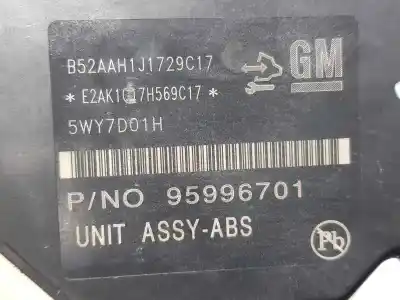 B52AAH1J1729C17
GM
* E2AK1C17H569C17 *
5WY7D01H
P/NO 95996701
UNIT ASSY-ABS
Pb